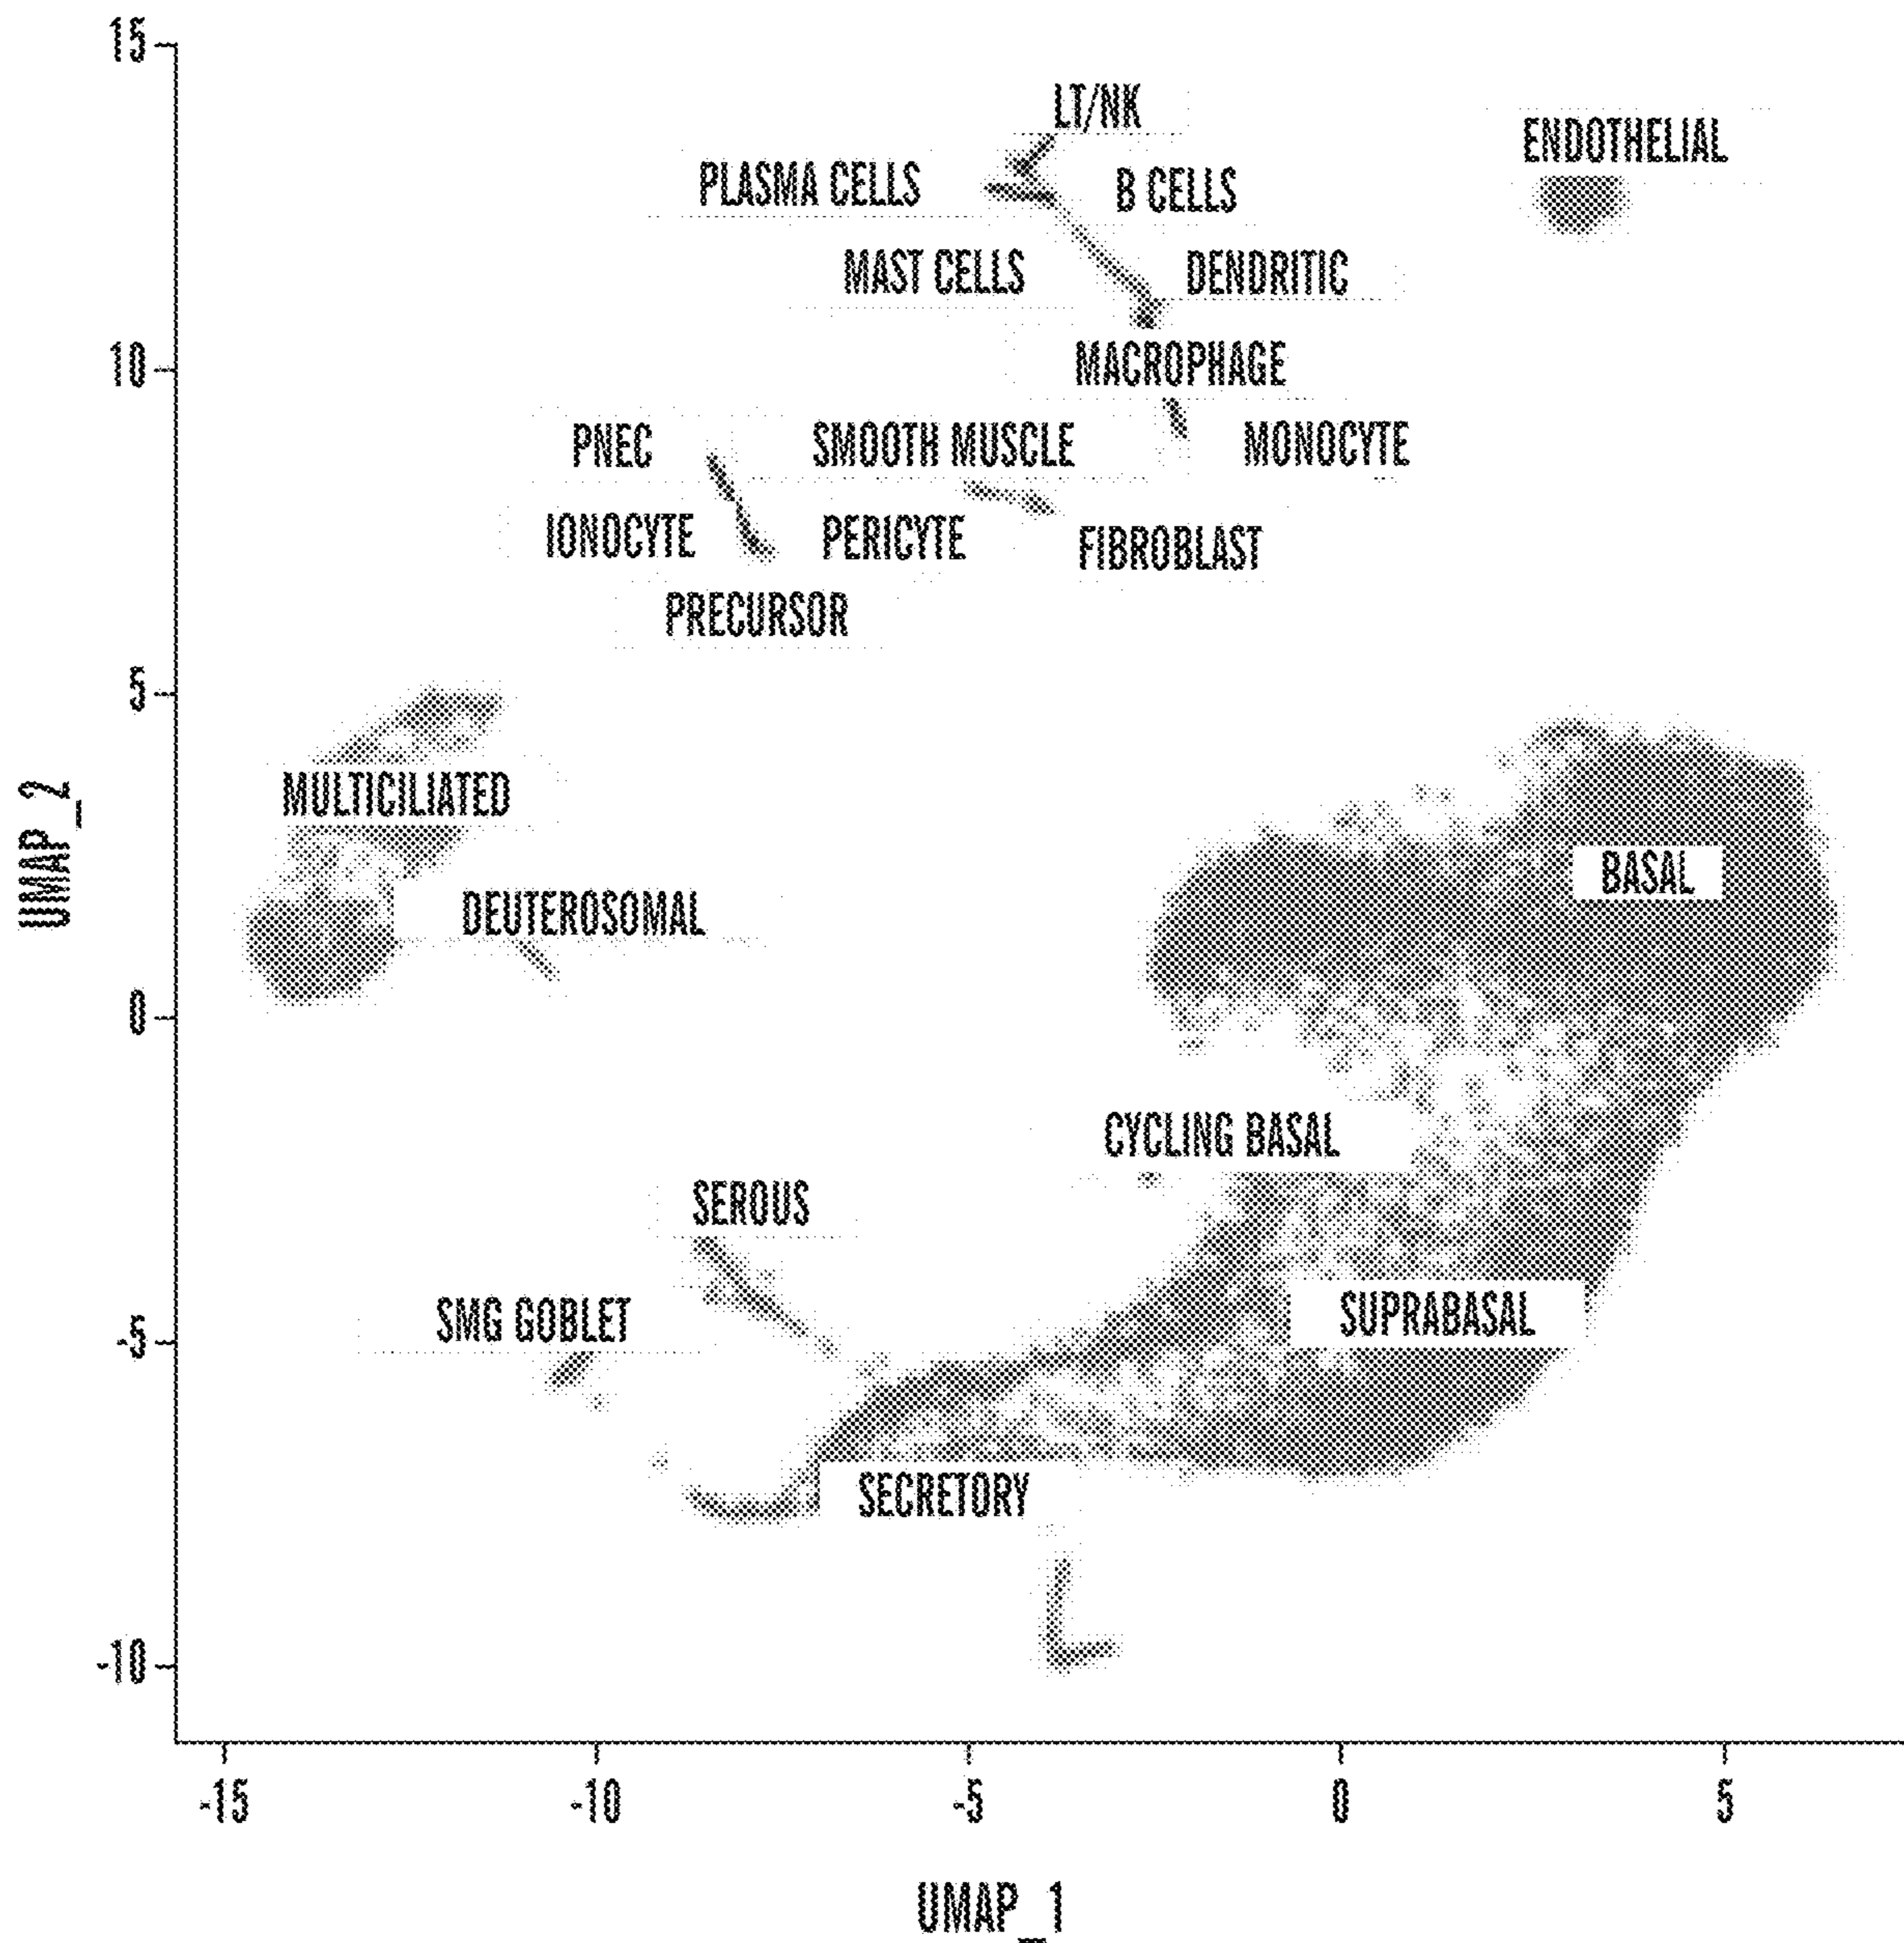 15
LT/NK
ENDOTHELIAL
PLASMA CELLS
B CELLS
MAST CELLS
DENDRITIC
10
MACROPHAGE
PNEC
SMOOTH MUSCLE
MONOCYTE
IONOCYTE
PERICYTE
FIBROBLAST
PRECURSOR
5
MULTICILIATED
UMAP_2
BASAL
DEUTEROSOMAL
0
CYCLING BASAL
SEROUS
SMG GOBLET
SUPRABASAL
-5
SECRETORY
-10
-15 -10 -5 0 5
UMAP_1